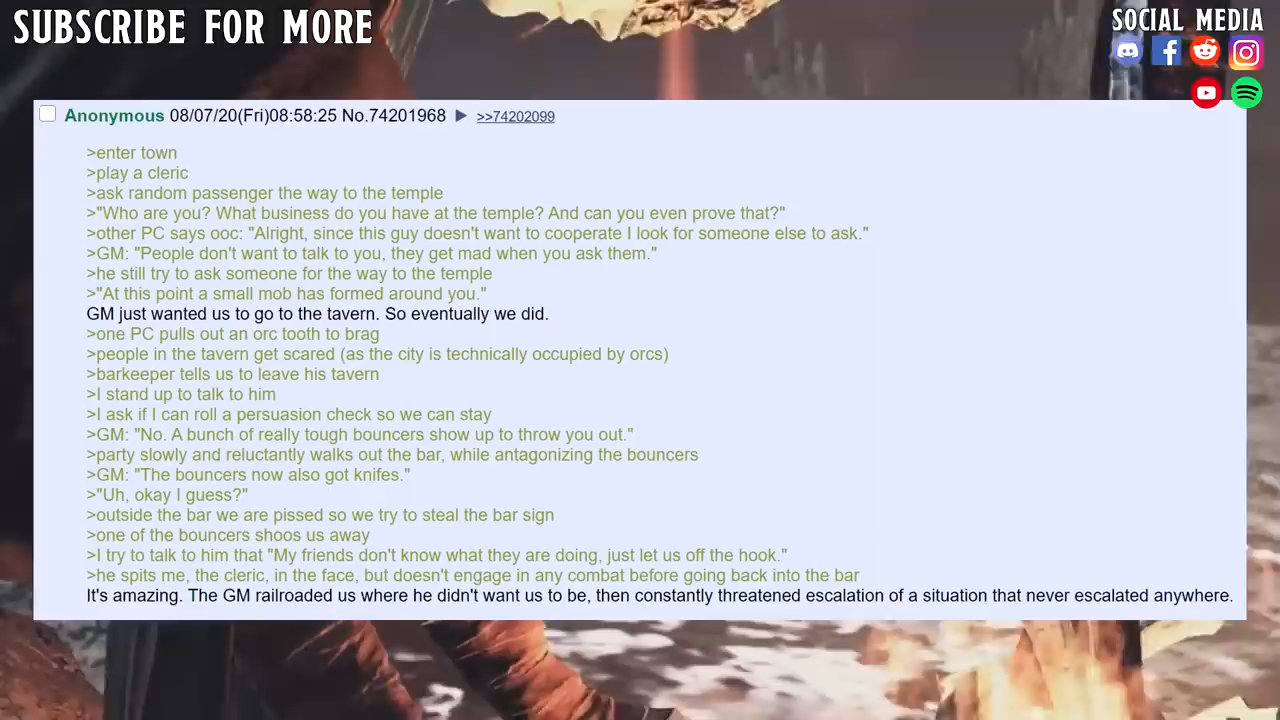 SUBSCRIBE FOR MORE
SOCIAL MEDIA
Anonymous 08/07/20(Fri)08:58:25 No.74201968 ▶ >>74202099
>enter town
>play a cleric
>ask random passenger the way to the temple
>"Who are you? What business do you have at the temple? And can you even prove that?"
>other PC says ooc: "Alright, since this guy doesn't want to cooperate I look for someone else to ask."
>GM: "People don't want to talk to you, they get mad when you ask them."
>he still try to ask someone for the way to the temple
>"At this point a small mob has formed around you."
GM just wanted us to go to the tavern. So eventually we did.
>one PC pulls out an orc tooth to brag
>people in the tavern get scared (as the city is technically occupied by orcs)
>barkeeper tells us to leave his tavern
>I stand up to talk to him
>I ask if I can roll a persuasion check so we can stay
>GM: "No. A bunch of really tough bouncers show up to throw you out."
>party slowly and reluctantly walks out the bar, while antagonizing the bouncers
>GM: "The bouncers now also got knifes."
>"Uh, okay I guess?"
>outside the bar we are pissed so we try to steal the bar sign
>one of the bouncers shoos us away
>I try to talk to him that "My friends don't know what they are doing, just let us off the hook."
>he spits me, the cleric, in the face, but doesn't engage in any combat before going back into the bar
It's amazing. The GM railroaded us where he didn't want us to be, then constantly threatened escalation of a situation that never escalated anywhere.